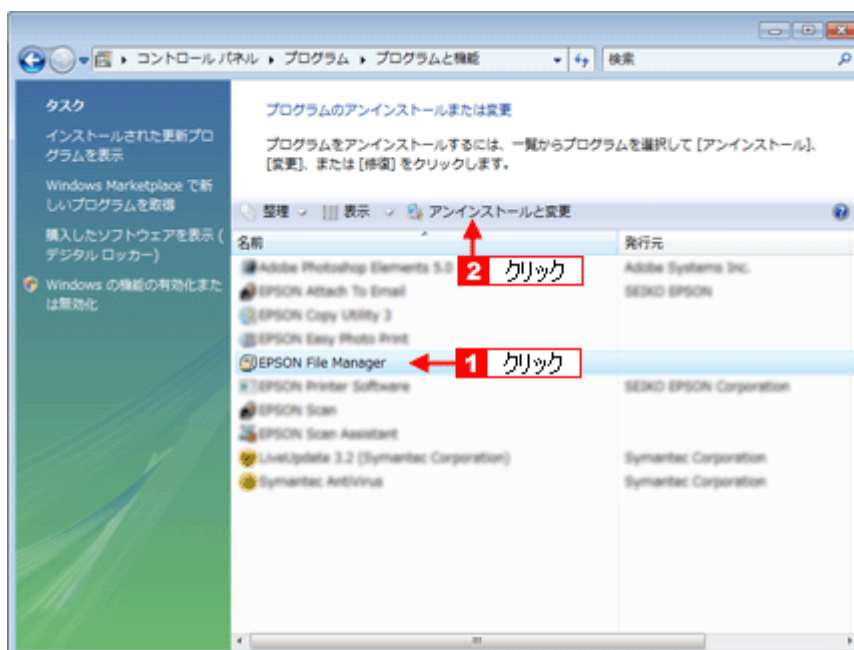 コントロール パネル ▸ プログラム ▸ プログラムと機能
検索
タスク
インストールされた更新プロ
グラムを表示
Windows Marketplace で新
しいプログラムを取得
購入したソフトウェアを表示 (
デジタル ロッカー)
Windows の機能の有効化また
は無効化
プログラムのアンインストールまたは変更
プログラムをアンインストールするには、一覧からプログラムを選択して [アンインストール]、
[変更]、または [修復] をクリックします。
整理 表示 アンインストールと変更
名前 発行元
2 クリック
Adobe Photoshop Elements 5.0 Adobe Systems Inc.
EPSON Attach To Email SEIKO EPSON
EPSON Copy Utility 3
EPSON Easy Photo Print
EPSON File Manager 1 クリック
EPSON Printer Software SEIKO EPSON Corporation
EPSON Scan
EPSON Scan Assistant
LiveUpdate 3.2 (Symantec Corporation) Symantec Corporation
Symantec AntiVirus Symantec Corporation